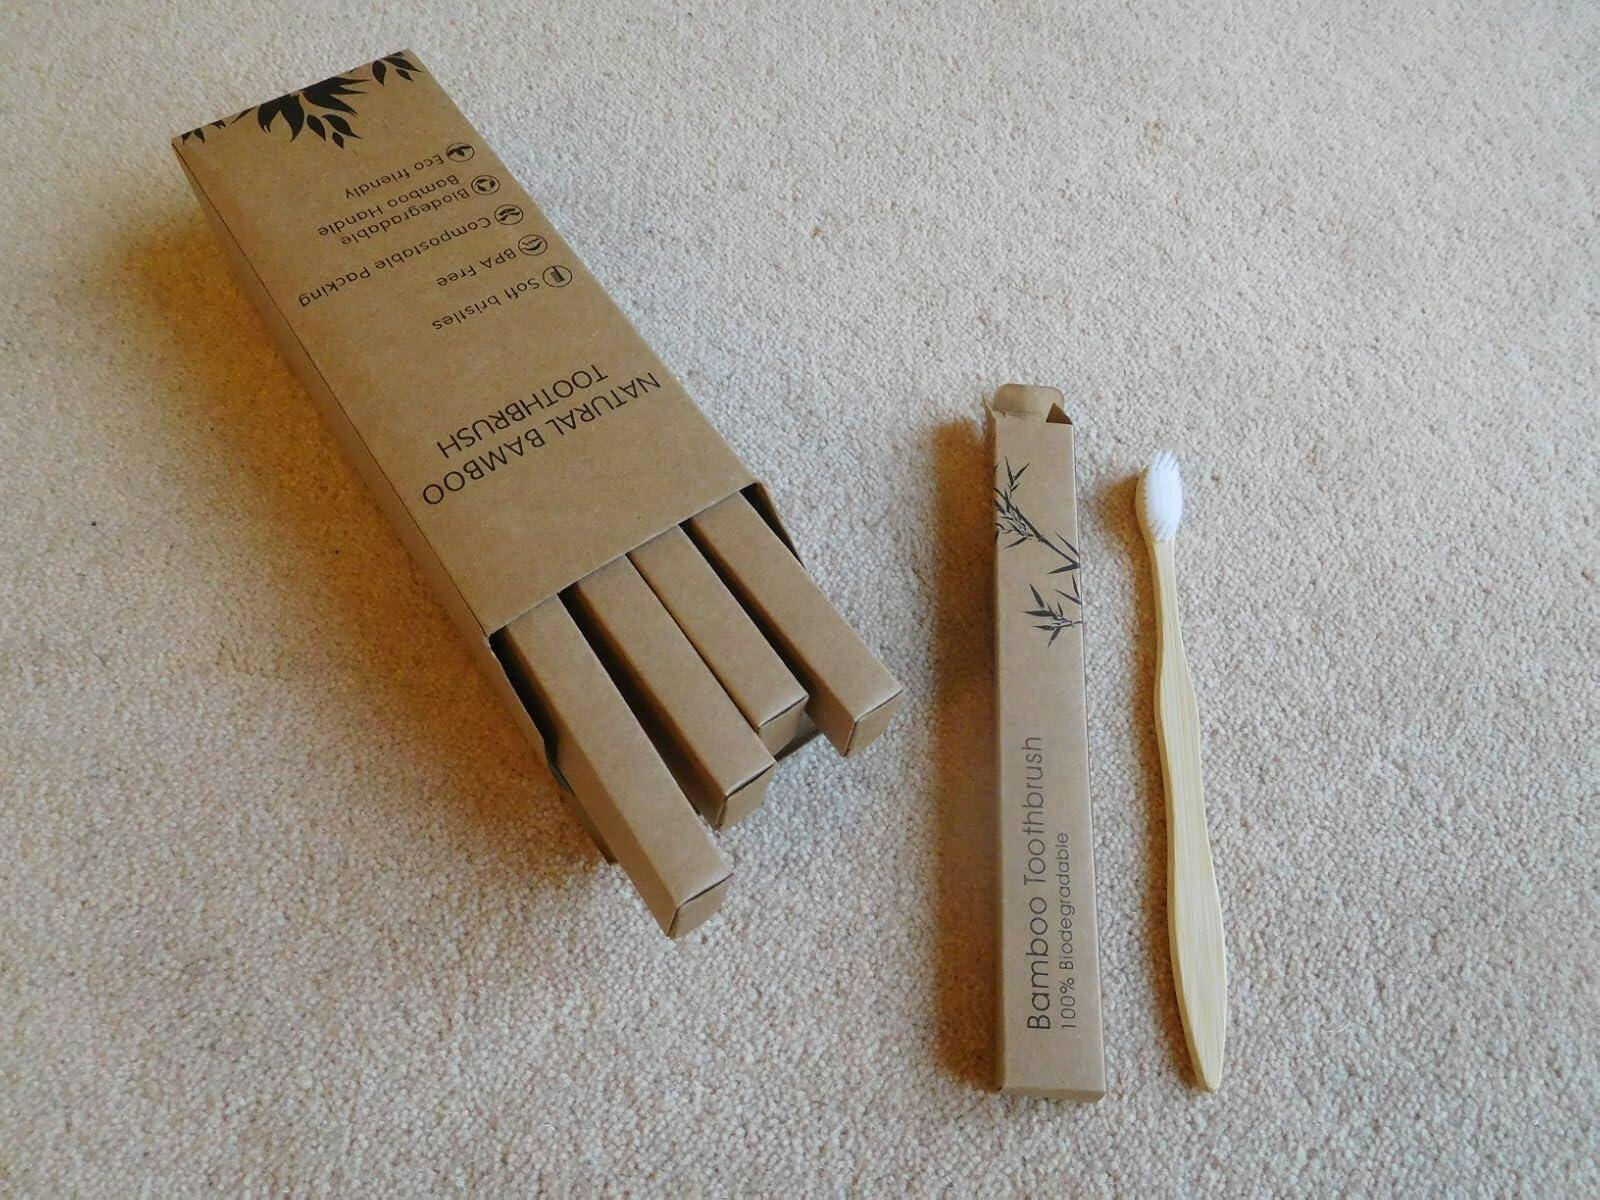 NATURAL BAMBOO
TOOTHBRUSH
Soft bristles
BPA Free
Compostable Packing
Biodegradable
Bamboo Handle
Eco friendly
Bamboo Toothbrush
100% Biodegradable